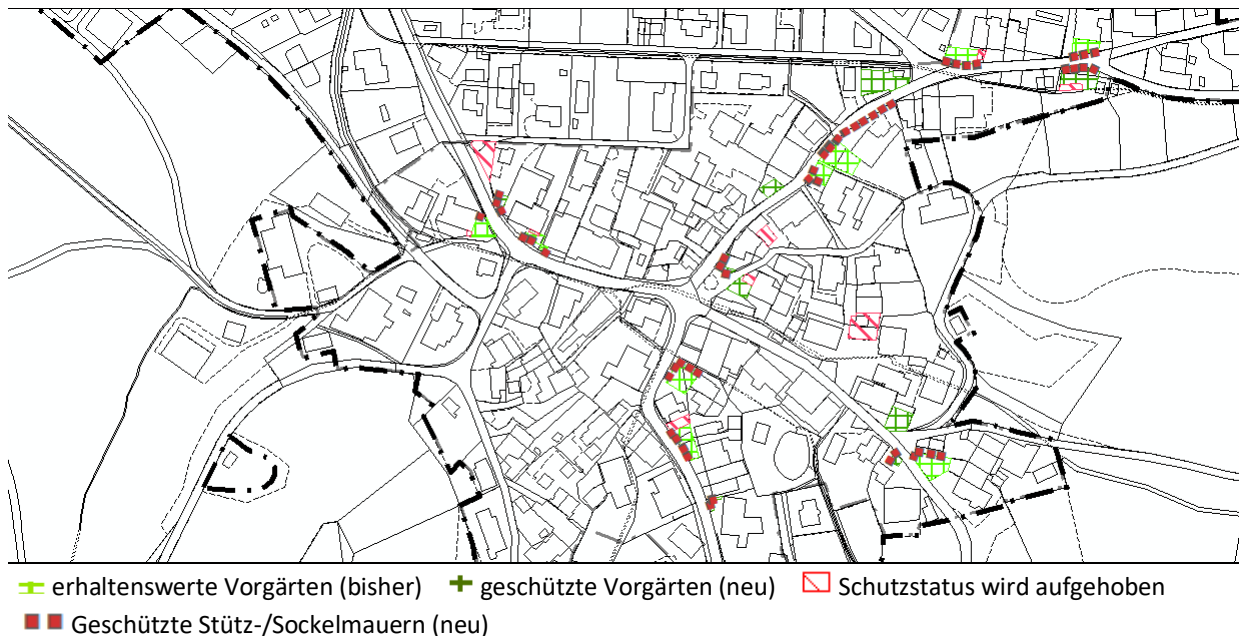 erhaltenswerte Vorgärten (bisher) geschützte Vorgärten (neu) Schutzstatus wird aufgehoben
Geschützte Stütz-/Sockelmauern (neu)